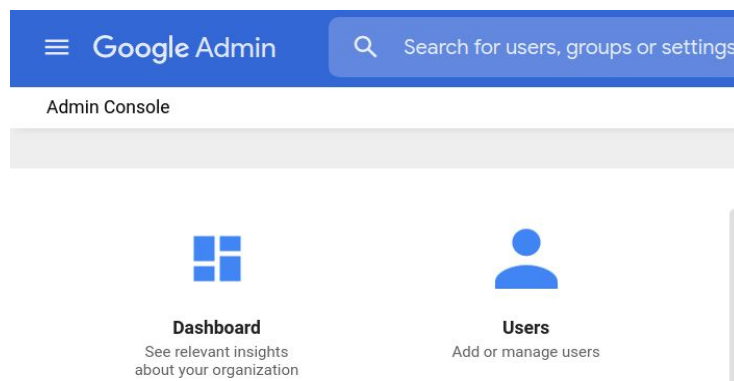 Google Admin
Search for users, groups or settings
Admin Console
Dashboard
See relevant insights
about your organization
Users
Add or manage users